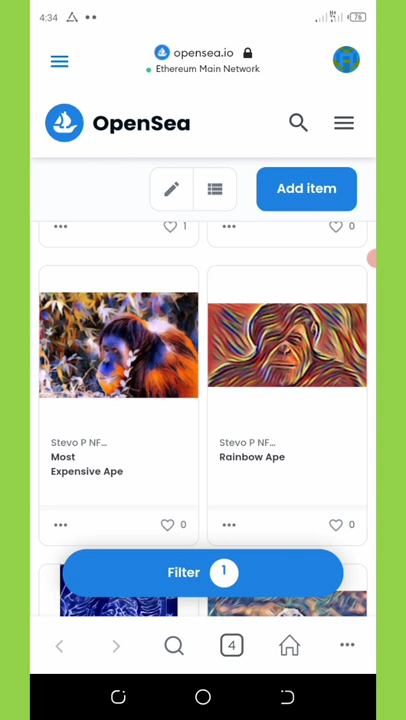 4:34
76
opensea.io
Ethereum Main Network
OpenSea
Add item
1
0
Stevo P NF...
Most
Expensive Ape
Stevo P NF...
Rainbow Ape
0
0
Filter 1
4